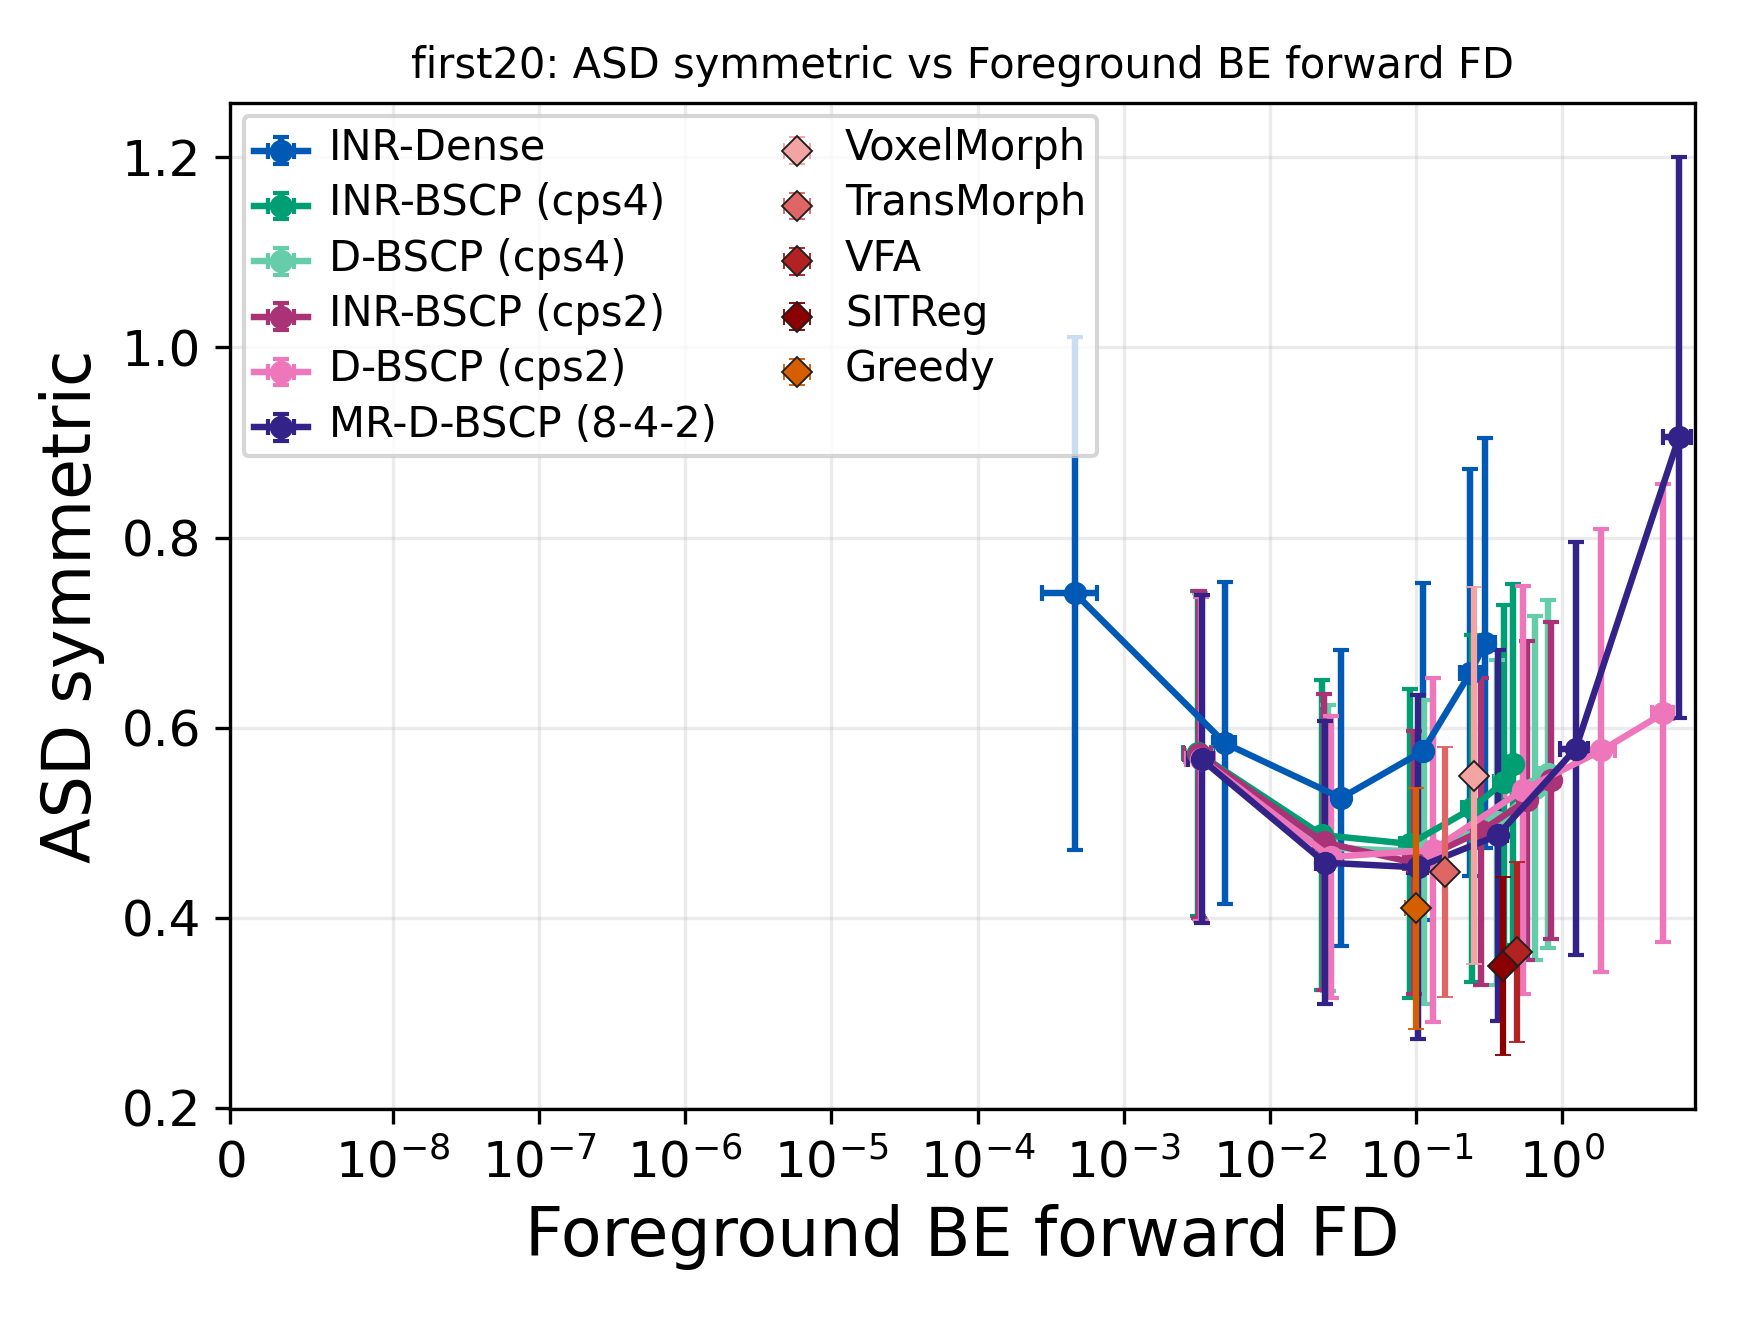 first20: ASD symmetric vs Foreground BE forward FD
ASD symmetric
1.2
1.0
0.8
0.6
0.4
0.2
INR-Dense
INR-BSCP (cps4)
D-BSCP (cps4)
INR-BSCP (cps2)
D-BSCP (cps2)
MR-D-BSCP (8-4-2)
VoxelMorph
TransMorph
VFA
SITReg
Greedy
0 10⁻⁸ 10⁻⁷ 10⁻⁶ 10⁻⁵ 10⁻⁴ 10⁻³ 10⁻² 10⁻¹ 10⁰
Foreground BE forward FD